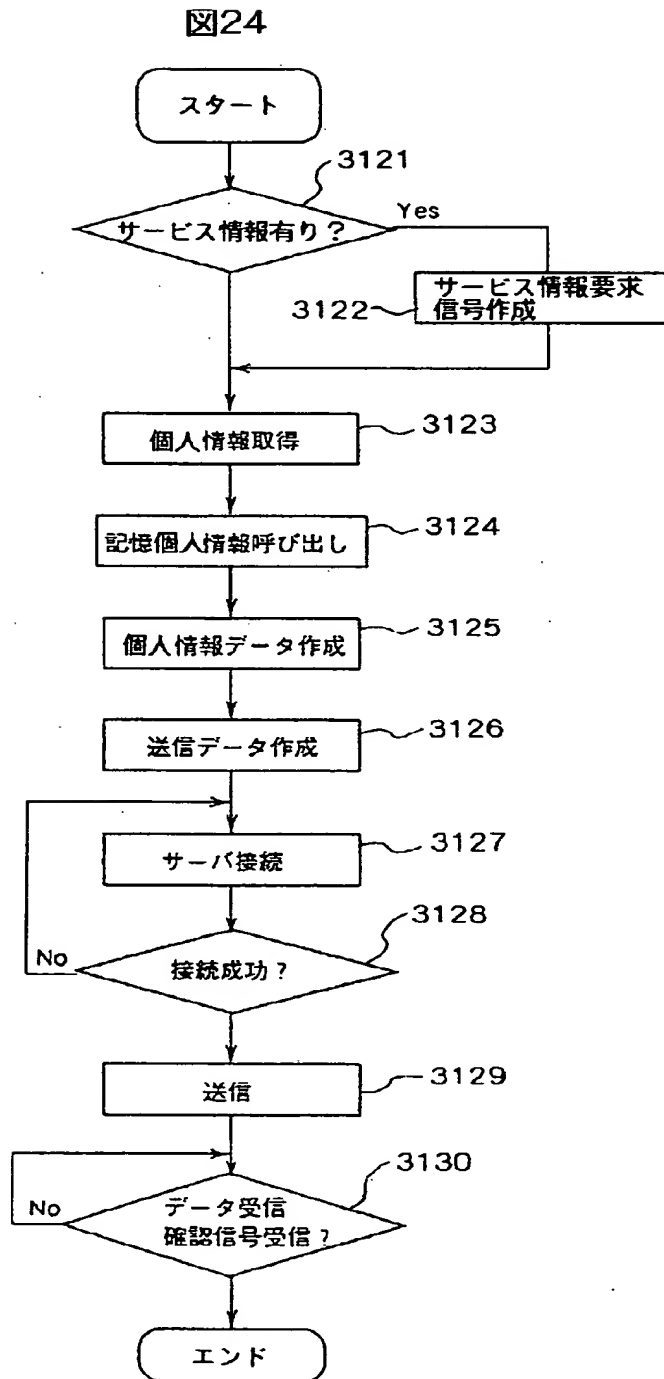 図24
スタート
3121
サービス情報有り?
Yes
サービス情報要求
信号作成
3122
個人情報取得
3123
記憶個人情報呼び出し
3124
個人情報データ作成
3125
送信データ作成
3126
サーバ接続
3127
接続成功?
3128
No
送信
3129
データ受信
確認信号受信?
3130
No
エンド